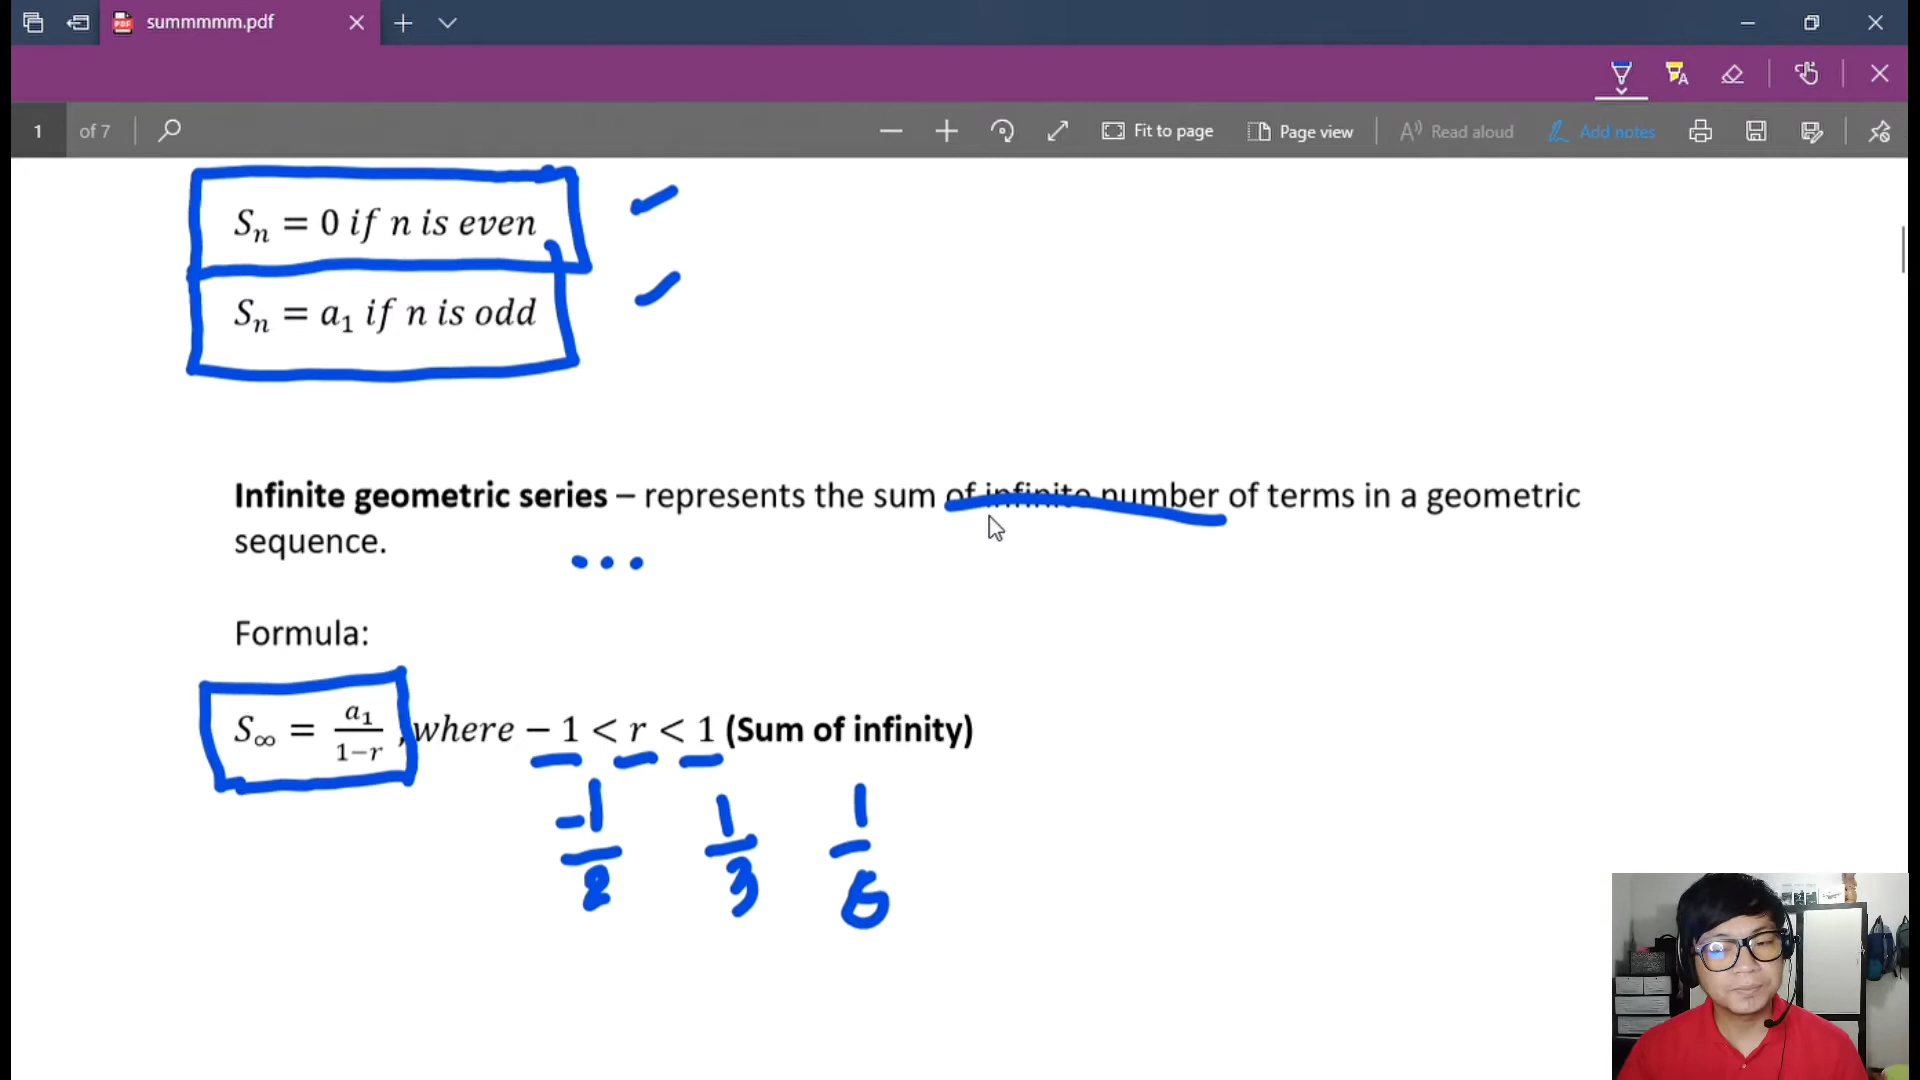 summmmm.pdf
1 of 7 Fit to page Page view Read aloud Add notes
Sₙ = 0 if n is even
Sₙ = a₁ if n is odd
Infinite geometric series – represents the sum of infinite number of terms in a geometric
sequence.
...
Formula:
S∞ = a₁/(1−r) , where − 1 < r < 1 (Sum of infinity)
-1/2 1/3 1/5